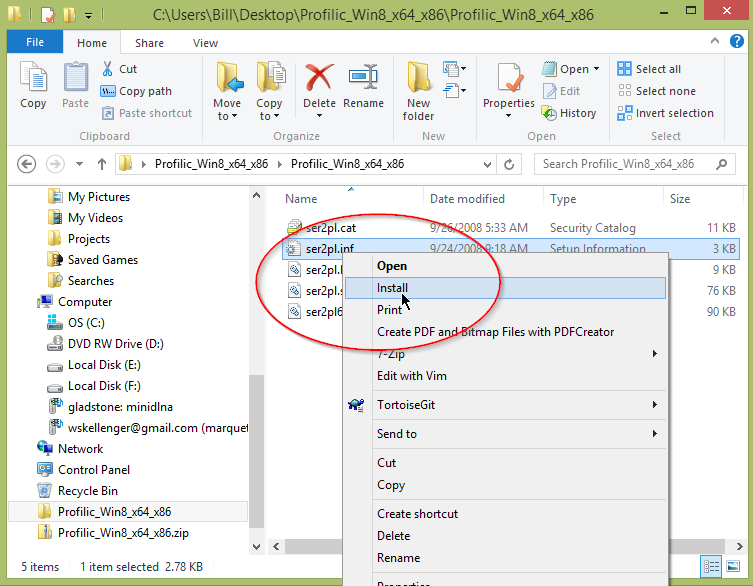 C:\Users\Bill\Desktop\Profilic_Win8_x64_x86\Profilic_Win8_x64_x86
File Home Share View
Copy Paste Cut Copy path Paste shortcut
Clipboard
Move to Copy to Delete Rename
Organize
New folder
New
Properties Open Edit History
Open
Select all Select none Invert selection
Select
Profilic_Win8_x64_x86 Profilic_Win8_x64_x86 Search Profilic_Win8_x64_x86
My Pictures
My Videos
Projects
Saved Games
Searches
Computer
OS (C:)
DVD RW Drive (D:)
Local Disk (E:)
Local Disk (F:)
gladstone: minidlna
wskellenger@gmail.com (marquet
Network
Control Panel
Recycle Bin
Profilic_Win8_x64_x86
Profilic_Win8_x64_x86.zip
Name Date modified Type Size
ser2pl.cat 9/26/2008 5:33 AM Security Catalog 11 KB
ser2pl.inf 9/24/2008 9:18 AM Setup Information 3 KB
ser2pl. 9 KB
ser2pl.s 76 KB
ser2pl6 90 KB
Open
Install
Print
Create PDF and Bitmap Files with PDFCreator
7-Zip
Edit with Vim
TortoiseGit
Send to
Cut
Copy
Create shortcut
Delete
Rename
Properties
5 items 1 item selected 2.78 KB